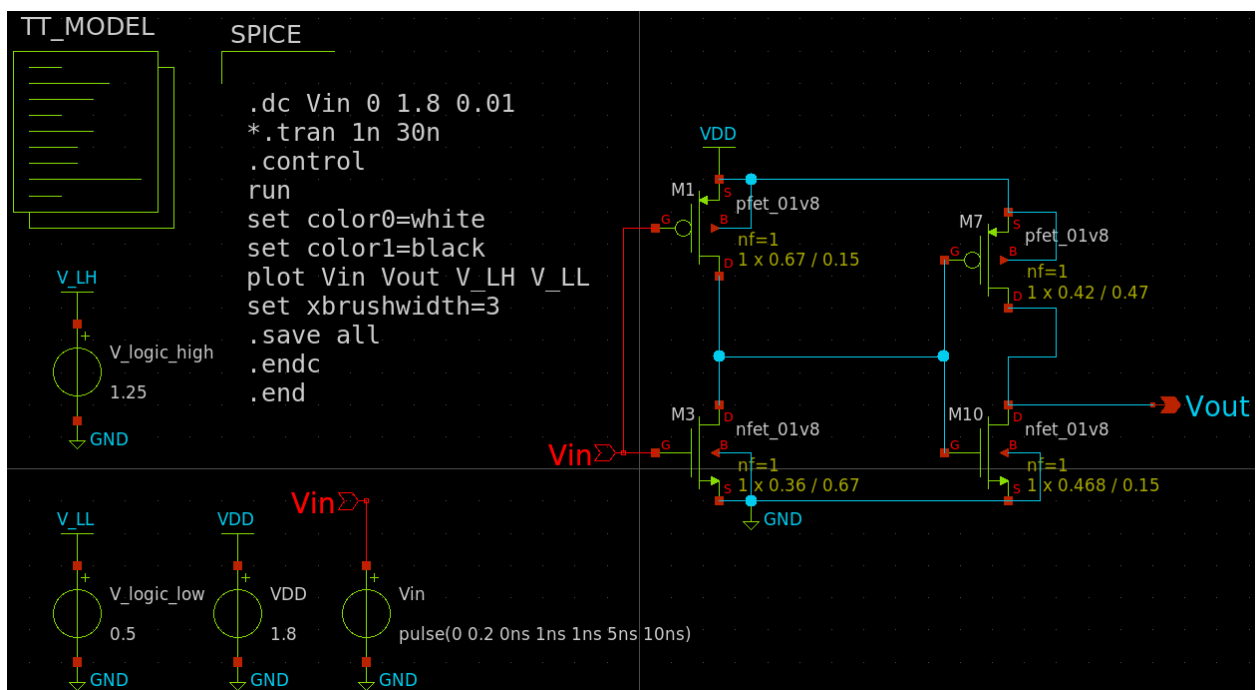 TT_MODEL
SPICE
.dc Vin 0 1.8 0.01
*.tran 1n 30n
.control
run
set color0=white
set color1=black
plot Vin Vout V_LH V_LL
set xbrushwidth=3
.save all
.endc
.end
V_LH
+
V_logic_high
1.25
GND
V_LL
+
V_logic_low
0.5
GND
VDD
+
VDD
1.8
GND
Vin
+
Vin
pulse(0 0.2 0ns 1ns 1ns 5ns 10ns)
GND
VDD
M1
S
pfet_01v8
G
B
nf=1
D
1 x 0.67 / 0.15
M7
S
pfet_01v8
G
B
nf=1
D
1 x 0.42 / 0.47
Vin
M3
D
nfet_01v8
G
B
nf=1
S
1 x 0.36 / 0.67
GND
M10
D
nfet_01v8
G
B
nf=1
S
1 x 0.468 / 0.15
Vout